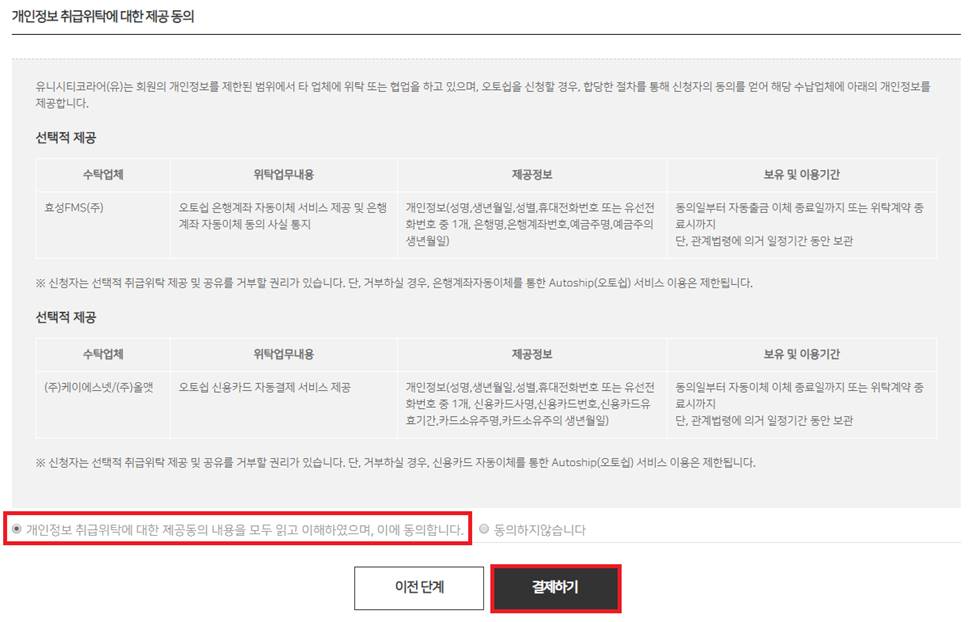 개인정보 취급위탁에 대한 제공 동의
유니시티코리아(유)는 회원의 개인정보를 제한된 범위에서 타 업체에 위탁 또는 협업을 하고 있으며, 오토쉽을 신청할 경우, 합당한 절차를 통해 신청자의 동의를 얻어 해당 수납업체에 아래의 개인정보를
제공합니다.
선택적 제공
수탁업체 위탁업무내용 제공정보 보유 및 이용기간
효성FMS(주) 오토쉽 은행계좌 자동이체 서비스 제공 및 은행 개인정보(성명,생년월일,성별,휴대전화번호 또는 유선전 동의일부터 자동출금 이체 종료일까지 또는 위탁계약 종
계좌 자동이체 동의 사실 통지 화번호 중 1개, 은행명,은행계좌번호,예금주명,예금주의 료시까지
생년월일) 단, 관계법령에 의거 일정기간 동안 보관
※ 신청자는 선택적 취급위탁 제공 및 공유를 거부할 권리가 있습니다. 단, 거부하실 경우, 은행계좌자동이체를 통한 Autoship(오토쉽) 서비스 이용은 제한됩니다.
선택적 제공
수탁업체 위탁업무내용 제공정보 보유 및 이용기간
(주)케이에스넷/(주)올앳 오토쉽 신용카드 자동결제 서비스 제공 개인정보(성명,생년월일,성별,휴대전화번호 또는 유선전 동의일부터 자동이체 이체 종료일까지 또는 위탁계약 종
화번호 중 1개, 신용카드사명,신용카드번호,신용카드유 료시까지
효기간,카드소유주명,카드소유주의 생년월일) 단, 관계법령에 의거 일정기간 동안 보관
※ 신청자는 선택적 취급위탁 제공 및 공유를 거부할 권리가 있습니다. 단, 거부하실 경우, 신용카드 자동이체를 통한 Autoship(오토쉽) 서비스 이용은 제한됩니다.
개인정보 취급위탁에 대한 제공동의 내용을 모두 읽고 이해하였으며, 이에 동의합니다. 동의하지않습니다
이전 단계 결제하기